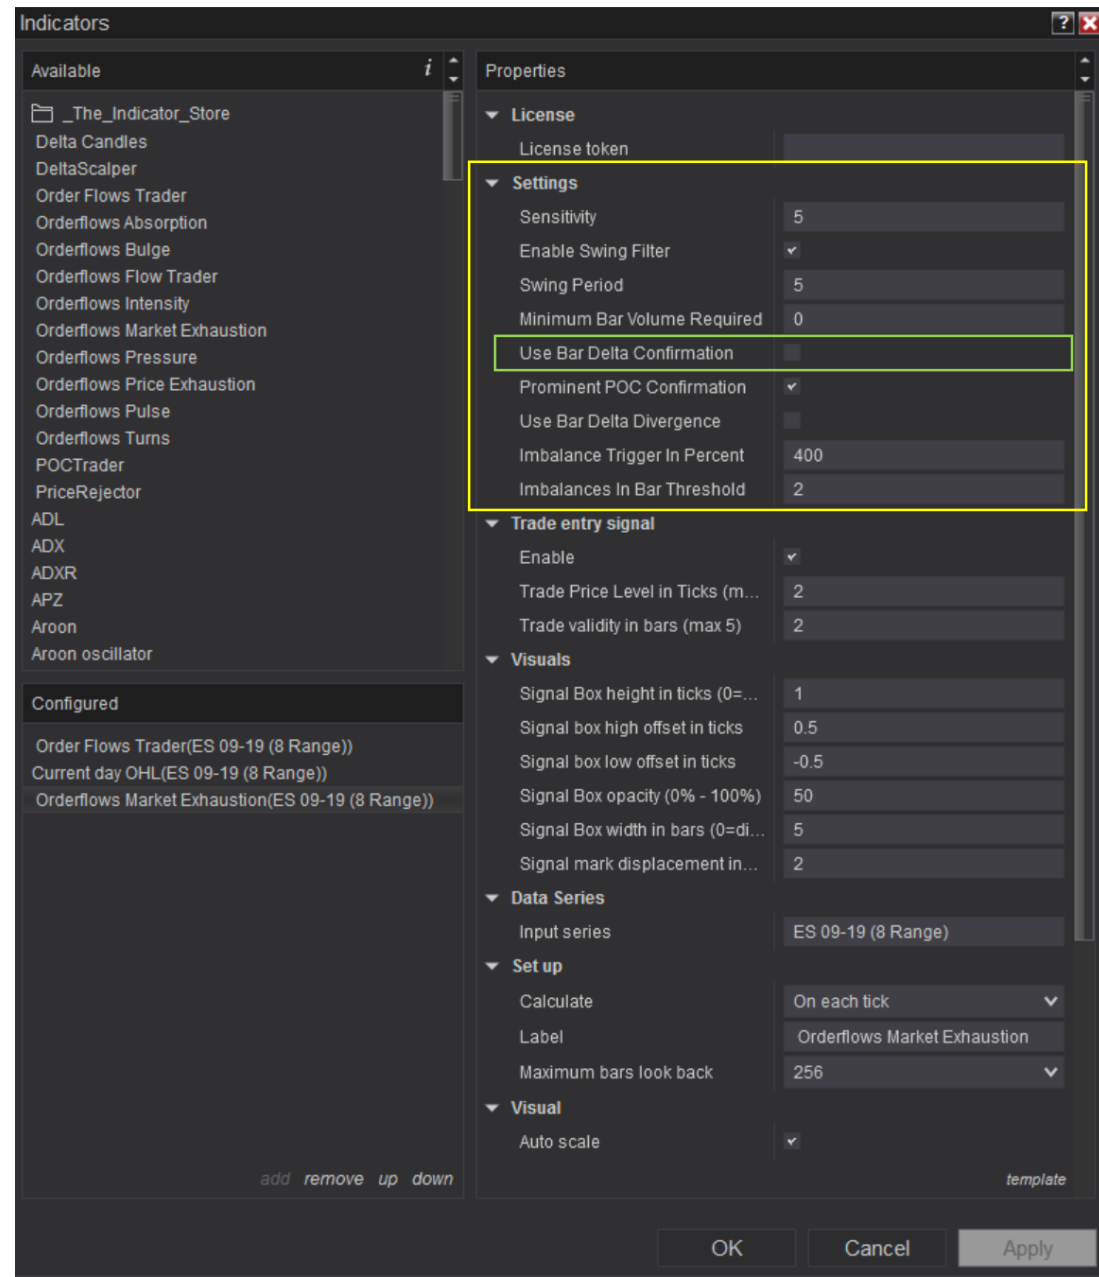 Indicators
?
Available
i
_The_Indicator_Store
Delta Candles
DeltaScalper
Order Flows Trader
Orderflows Absorption
Orderflows Bulge
Orderflows Flow Trader
Orderflows Intensity
Orderflows Market Exhaustion
Orderflows Pressure
Orderflows Price Exhaustion
Orderflows Pulse
Orderflows Turns
POCTrader
PriceRejector
ADL
ADX
ADXR
APZ
Aroon
Aroon oscillator
Configured
Order Flows Trader(ES 09-19 (8 Range))
Current day OHL(ES 09-19 (8 Range))
Orderflows Market Exhaustion(ES 09-19 (8 Range))
add remove up down
Properties
License
License token
Settings
Sensitivity 5
Enable Swing Filter
Swing Period 5
Minimum Bar Volume Required 0
Use Bar Delta Confirmation
Prominent POC Confirmation
Use Bar Delta Divergence
Imbalance Trigger In Percent 400
Imbalances In Bar Threshold 2
Trade entry signal
Enable
Trade Price Level in Ticks (m... 2
Trade validity in bars (max 5) 2
Visuals
Signal Box height in ticks (0=... 1
Signal box high offset in ticks 0.5
Signal box low offset in ticks -0.5
Signal Box opacity (0% - 100%) 50
Signal Box width in bars (0=di... 5
Signal mark displacement in... 2
Data Series
Input series ES 09-19 (8 Range)
Set up
Calculate On each tick
Label Orderflows Market Exhaustion
Maximum bars look back 256
Visual
Auto scale
template
OK Cancel Apply